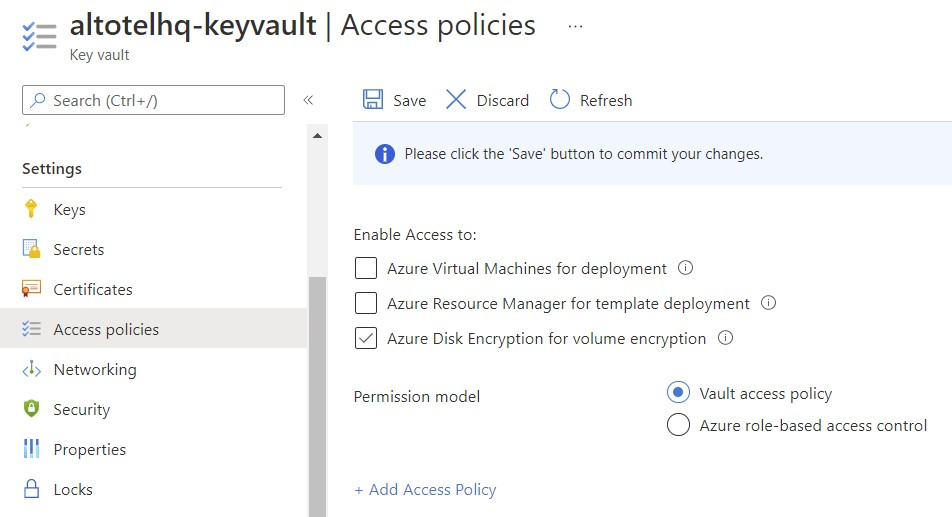 altotelhq-keyvault | Access policies ...
Key vault
Search (Ctrl+/) «
Save Discard Refresh
Please click the 'Save' button to commit your changes.
Settings
Keys
Secrets
Certificates
Access policies
Networking
Security
Properties
Locks
Enable Access to:
Azure Virtual Machines for deployment
Azure Resource Manager for template deployment
Azure Disk Encryption for volume encryption
Permission model
Vault access policy
Azure role-based access control
+ Add Access Policy